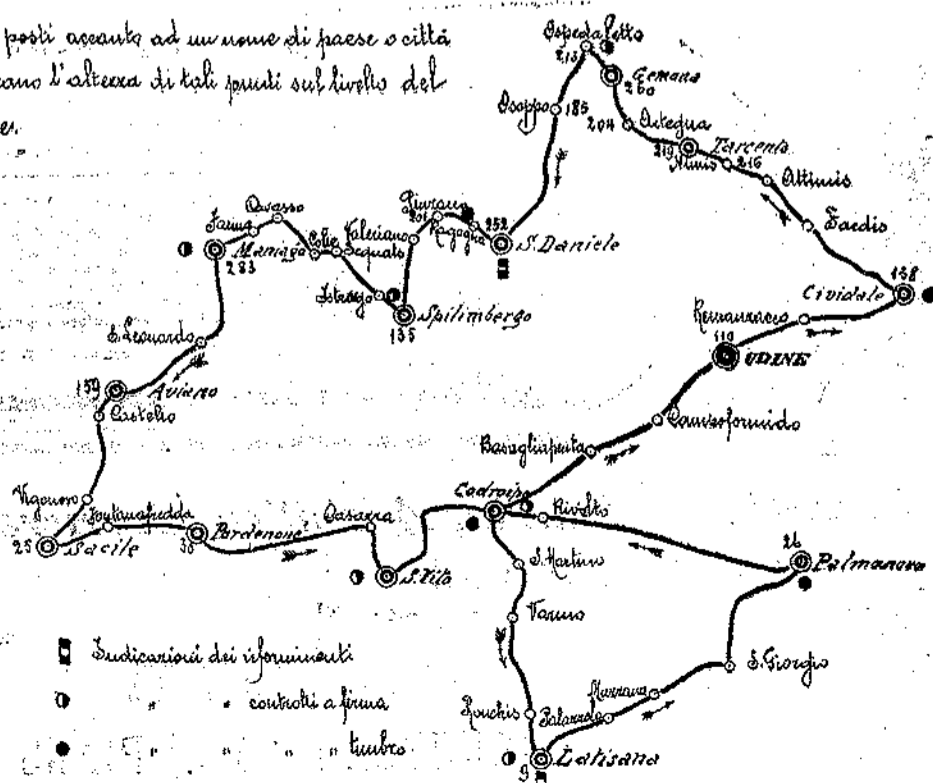 posti accanto ad un nome di paese o città
ano l'altezza di tali punti sul livello del
Ospedaletto
213
Gemona
260
Osoppo 185
204 Artegna
219 Tarcento
Nimis 216
Attimis
Faedis
138
Cividale
Remanzacco
110
UDINE
Campoformido
Basagliapenta
Cavasso
Fanna
Maniago
283
Colle
Sequals
Valeriano
Pinzano
201
Ragogna
252
S. Daniele
Istrago
Spilimbergo
135
S. Leonardo
159 Aviano
Castello
Vigonovo
Fontanafredda
25 Sacile
Pordenone
Casarsa
S. Vito
Codroipo
Rivolto
26
Palmanova
S. Martino
Varmo
S. Giorgio
Muzzana
Palazzolo
Ronchis
Latisana
9
Indicazioni dei rifornimenti
" " controlli a firma
" " " timbro